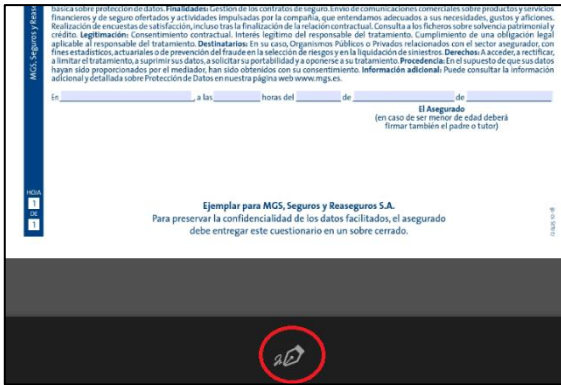 básica sobre protección de datos. Finalidades: Gestión de los contratos de seguro. Envío de comunicaciones comerciales sobre productos y servicios
financieros y de seguro ofertados y actividades impulsadas por la compañía, que entendamos adecuados a sus necesidades, gustos y aficiones.
Realización de encuestas de satisfacción, incluso tras la finalización de la relación contractual. Consulta a los ficheros sobre solvencia patrimonial y
crédito. Legitimación: Consentimiento contractual. Interés legítimo del responsable del tratamiento. Cumplimiento de una obligación legal
aplicable al responsable del tratamiento. Destinatarios: En su caso, Organismos Públicos o Privados relacionados con el sector asegurador, con
fines estadísticos, actuariales o de prevención del fraude en la selección de riesgos y en la liquidación de siniestros. Derechos: A acceder, a rectificar,
a limitar el tratamiento, a suprimir sus datos, a solicitar su portabilidad y a oponerse a su tratamiento. Procedencia: En el supuesto de que sus datos
hayan sido proporcionados por el mediador, han sido obtenidos con su consentimiento. Información adicional: Puede consultar la información
adicional y detallada sobre Protección de Datos en nuestra página web www.mgs.es.
MGS, Seguros y Reas
En , a las horas del de de
El Asegurado
(en caso de ser menor de edad deberá
firmar también el padre o tutor)
HOJA
1
DE
1
Ejemplar para MGS, Seguros y Reaseguros S.A.
Para preservar la confidencialidad de los datos facilitados, el asegurado
debe entregar este cuestionario en un sobre cerrado.